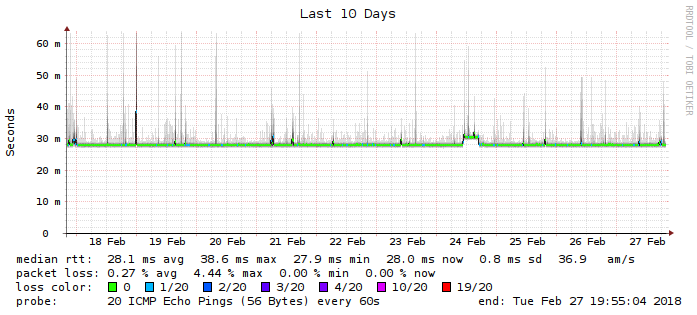 Last 10 Days
RRDTOOL / TOBI OETIKER
Seconds
60 m
50 m
40 m
30 m
20 m
10 m
0
18 Feb 19 Feb 20 Feb 21 Feb 22 Feb 23 Feb 24 Feb 25 Feb 26 Feb 27 Feb
median rtt: 28.1 ms avg 38.6 ms max 27.9 ms min 28.0 ms now 0.8 ms sd 36.9 am/s
packet loss: 0.27 % avg 4.44 % max 0.00 % min 0.00 % now
loss color: 0 1/20 2/20 3/20 4/20 10/20 19/20
probe: 20 ICMP Echo Pings (56 Bytes) every 60s end: Tue Feb 27 19:55:04 2018